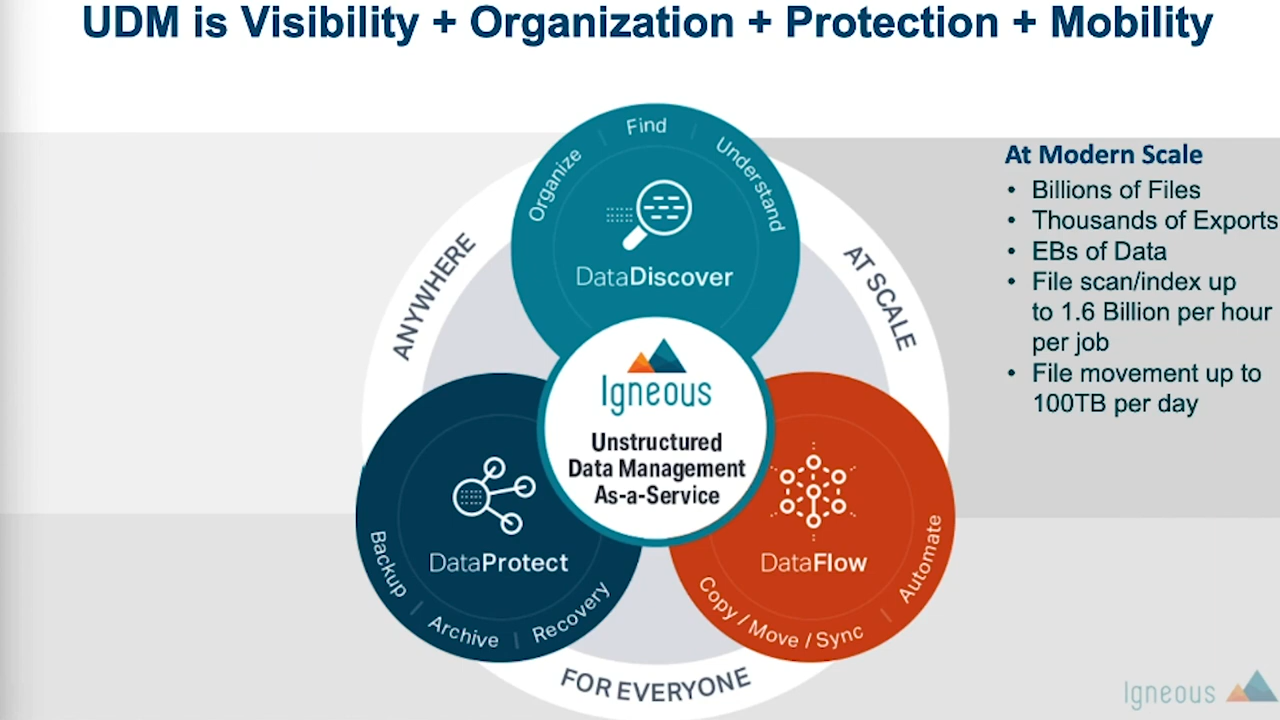 UDM is Visibility + Organization + Protection + Mobility
Organize | Find | Understand
DataDiscover
ANYWHERE
AT SCALE
Igneous
Unstructured
Data Management
As-a-Service
DataProtect
Backup | Archive | Recovery
DataFlow
Copy / Move / Sync | Automate
FOR EVERYONE
At Modern Scale
• Billions of Files
• Thousands of Exports
• EBs of Data
• File scan/index up
to 1.6 Billion per hour
per job
• File movement up to
100TB per day
Igneous